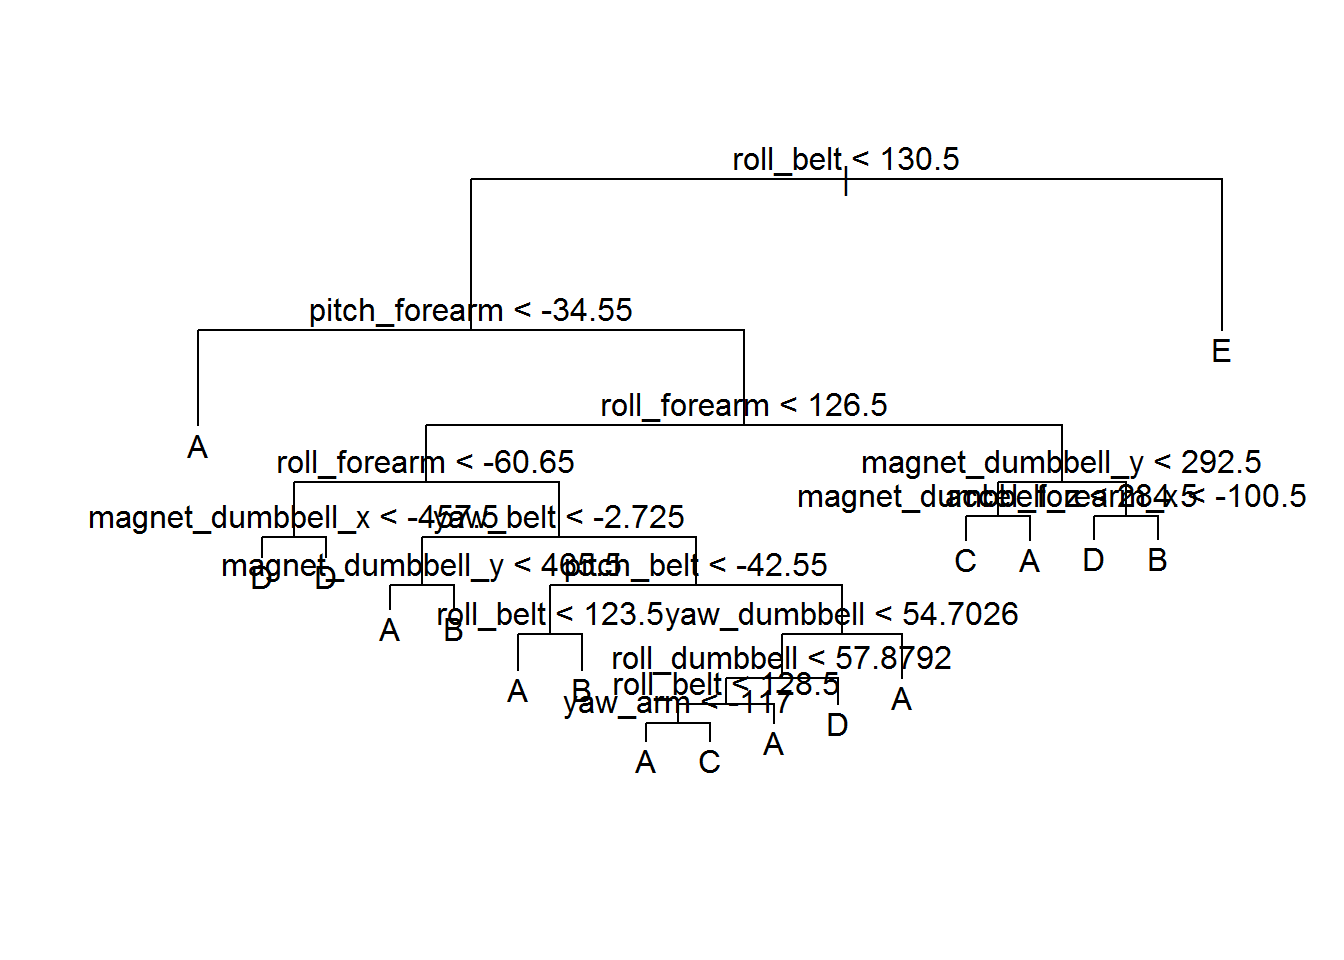 roll_belt < 130.5
pitch_forearm < -34.55
E
roll_forearm < 126.5
A
roll_forearm < -60.65
magnet_dumbbell_y < 292.5
magnet_dumbbell_z < 284.5
accel_forearm_x < -100.5
magnet_dumbbell_x < -457.5
yaw_belt < -2.725
C
A
D
B
magnet_dumbbell_y < 465.5
pitch_belt < -42.55
D
D
roll_belt < 123.5
yaw_dumbbell < 54.7026
A
B
roll_dumbbell < 57.8792
roll_belt < 128.5
A
B
A
yaw_arm < -117
D
A
A
C